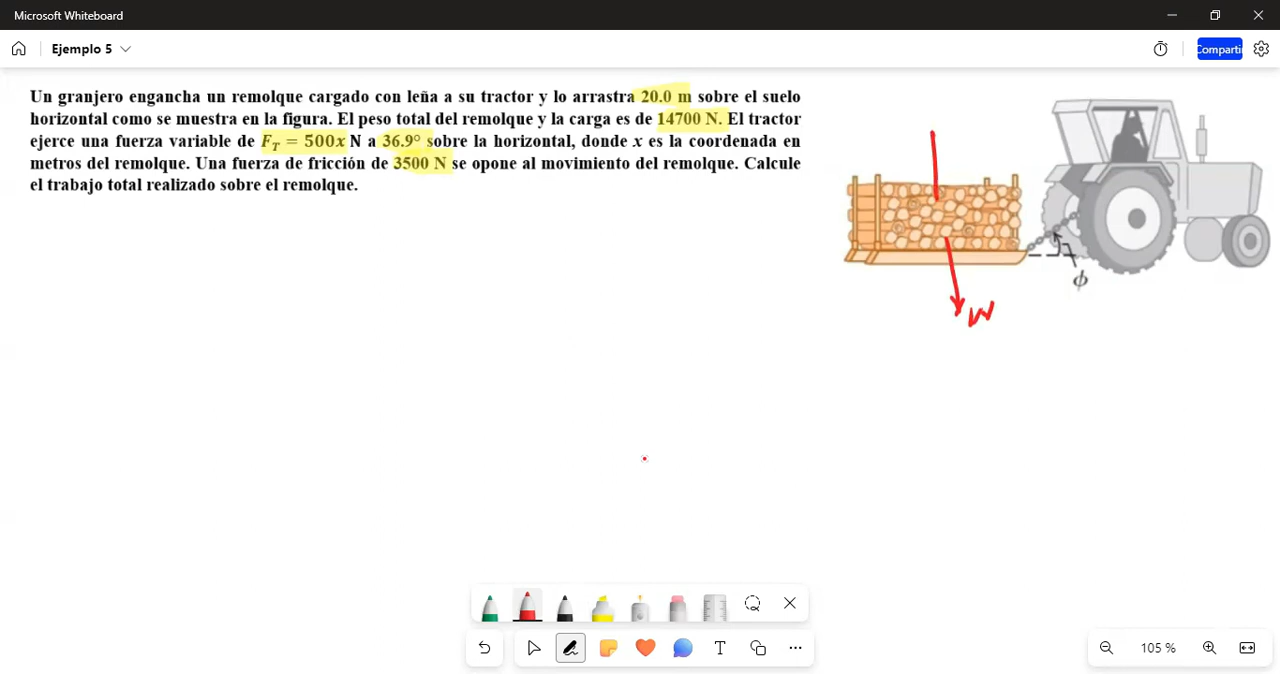 Microsoft Whiteboard
Ejemplo 5
Comparti
Un granjero engancha un remolque cargado con leña a su tractor y lo arrastra 20.0 m sobre el suelo
horizontal como se muestra en la figura. El peso total del remolque y la carga es de 14700 N. El tractor
ejerce una fuerza variable de F_T = 500x N a 36.9° sobre la horizontal, donde x es la coordenada en
metros del remolque. Una fuerza de fricción de 3500 N se opone al movimiento del remolque. Calcule
el trabajo total realizado sobre el remolque.
ϕ
W
105 %